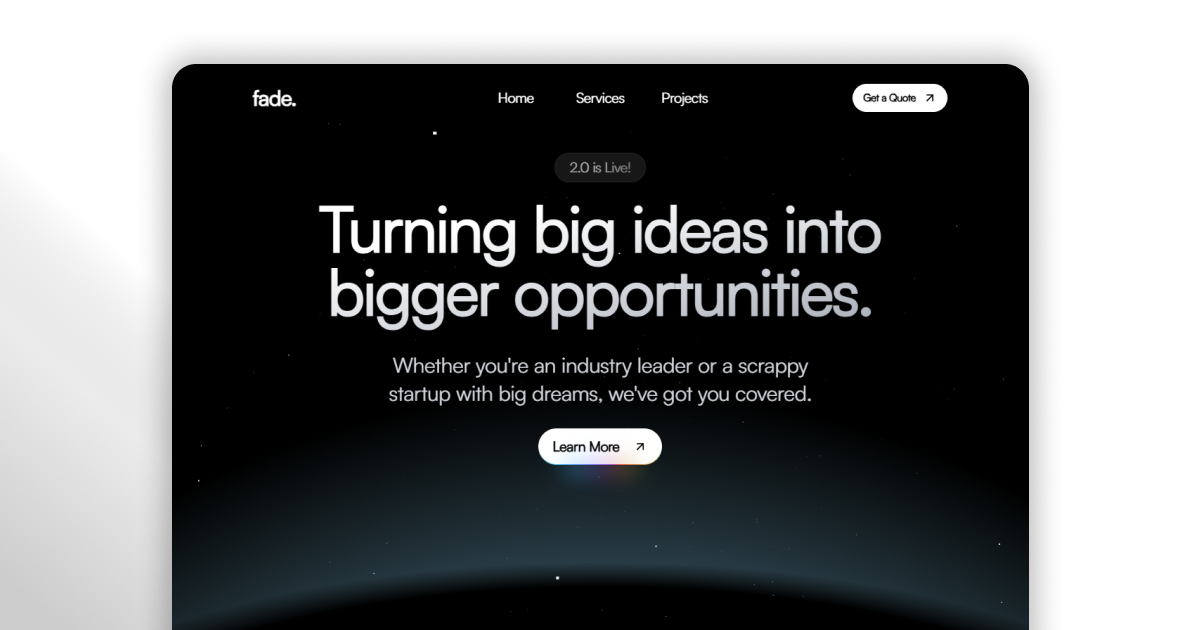 fade.
Home
Services
Projects
Get a Quote
2.0 is Live!
Turning big ideas into
bigger opportunities.
Whether you're an industry leader or a scrappy
startup with big dreams, we've got you covered.
Learn More